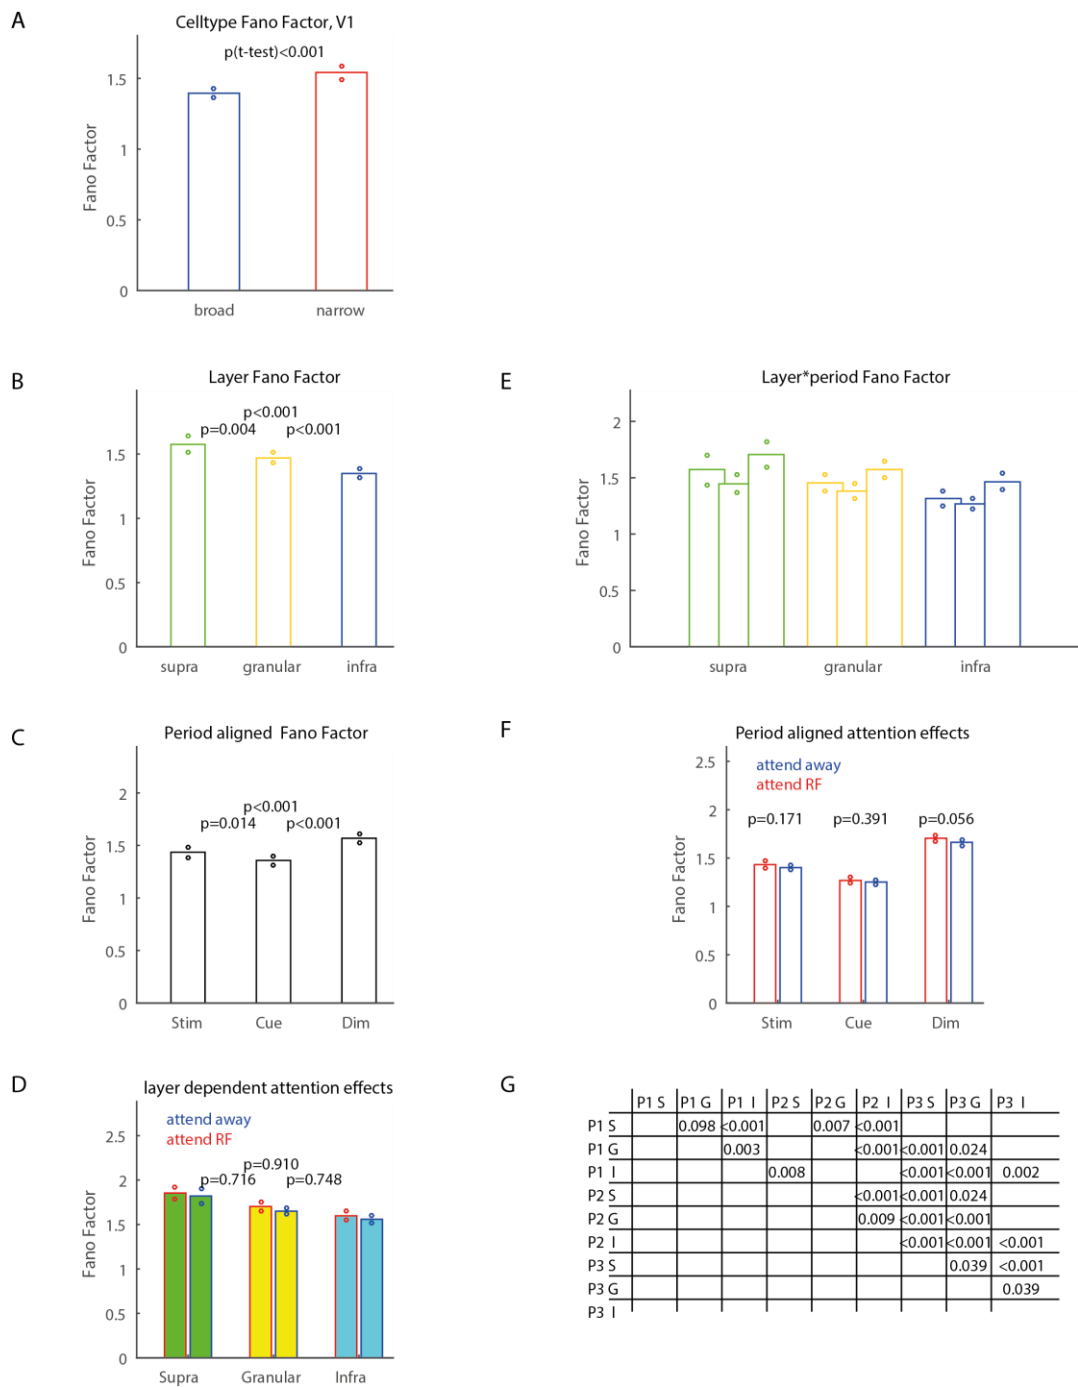 A
Celltype Fano Factor, V1
p(t-test)<0.001
1.5
1
0.5
0
Fano Factor
broad
narrow
B
Layer Fano Factor
p<0.001
p=0.004
p<0.001
1.5
1
0.5
0
Fano Factor
supra
granular
infra
E
Layer*period Fano Factor
2
1.5
1
0.5
0
Fano Factor
supra
granular
infra
C
Period aligned Fano Factor
p<0.001
p=0.014
p<0.001
2
1.5
1
0.5
0
Fano Factor
Stim
Cue
Dim
F
Period aligned attention effects
attend away
attend RF
p=0.171
p=0.391
p=0.056
2.5
2
1.5
1
0.5
0
Fano Factor
Stim
Cue
Dim
D
layer dependent attention effects
attend away
attend RF
p=0.910
p=0.716
p=0.748
2.5
2
1.5
1
0.5
0
Fano Factor
Supra
Granular
Infra
G
P1 S P1 G P1 I P2 S P2 G P2 I P3 S P3 G P3 I
P1 S 0.098 <0.001 0.007 <0.001
P1 G 0.003 <0.001 <0.001 0.024
P1 I 0.008 <0.001 <0.001 0.002
P2 S <0.001 <0.001 0.024
P2 G 0.009 <0.001 <0.001
P2 I <0.001 <0.001 <0.001
P3 S 0.039 <0.001
P3 G 0.039
P3 I